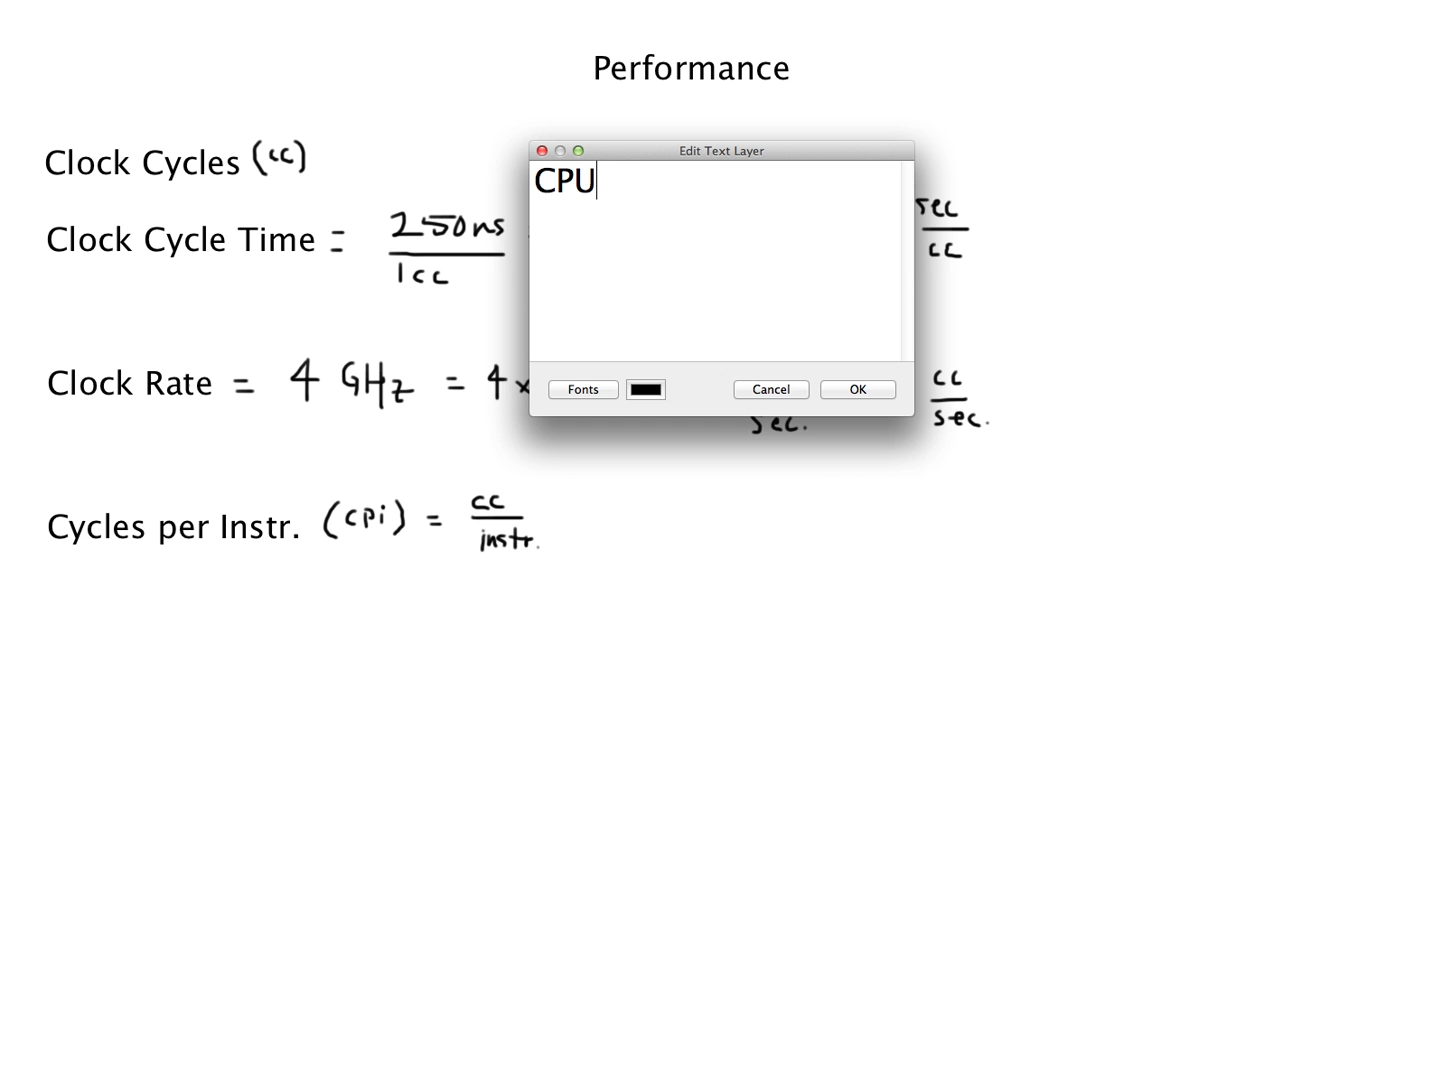 Performance
Clock Cycles (cc)
Edit Text Layer
CPU
Clock Cycle Time = 250ns / 1cc
sec / cc
Clock Rate = 4 GHz = 4 x
sec.
cc / sec.
Fonts
Cancel
OK
Cycles per Instr. (cpi) = cc / instr.